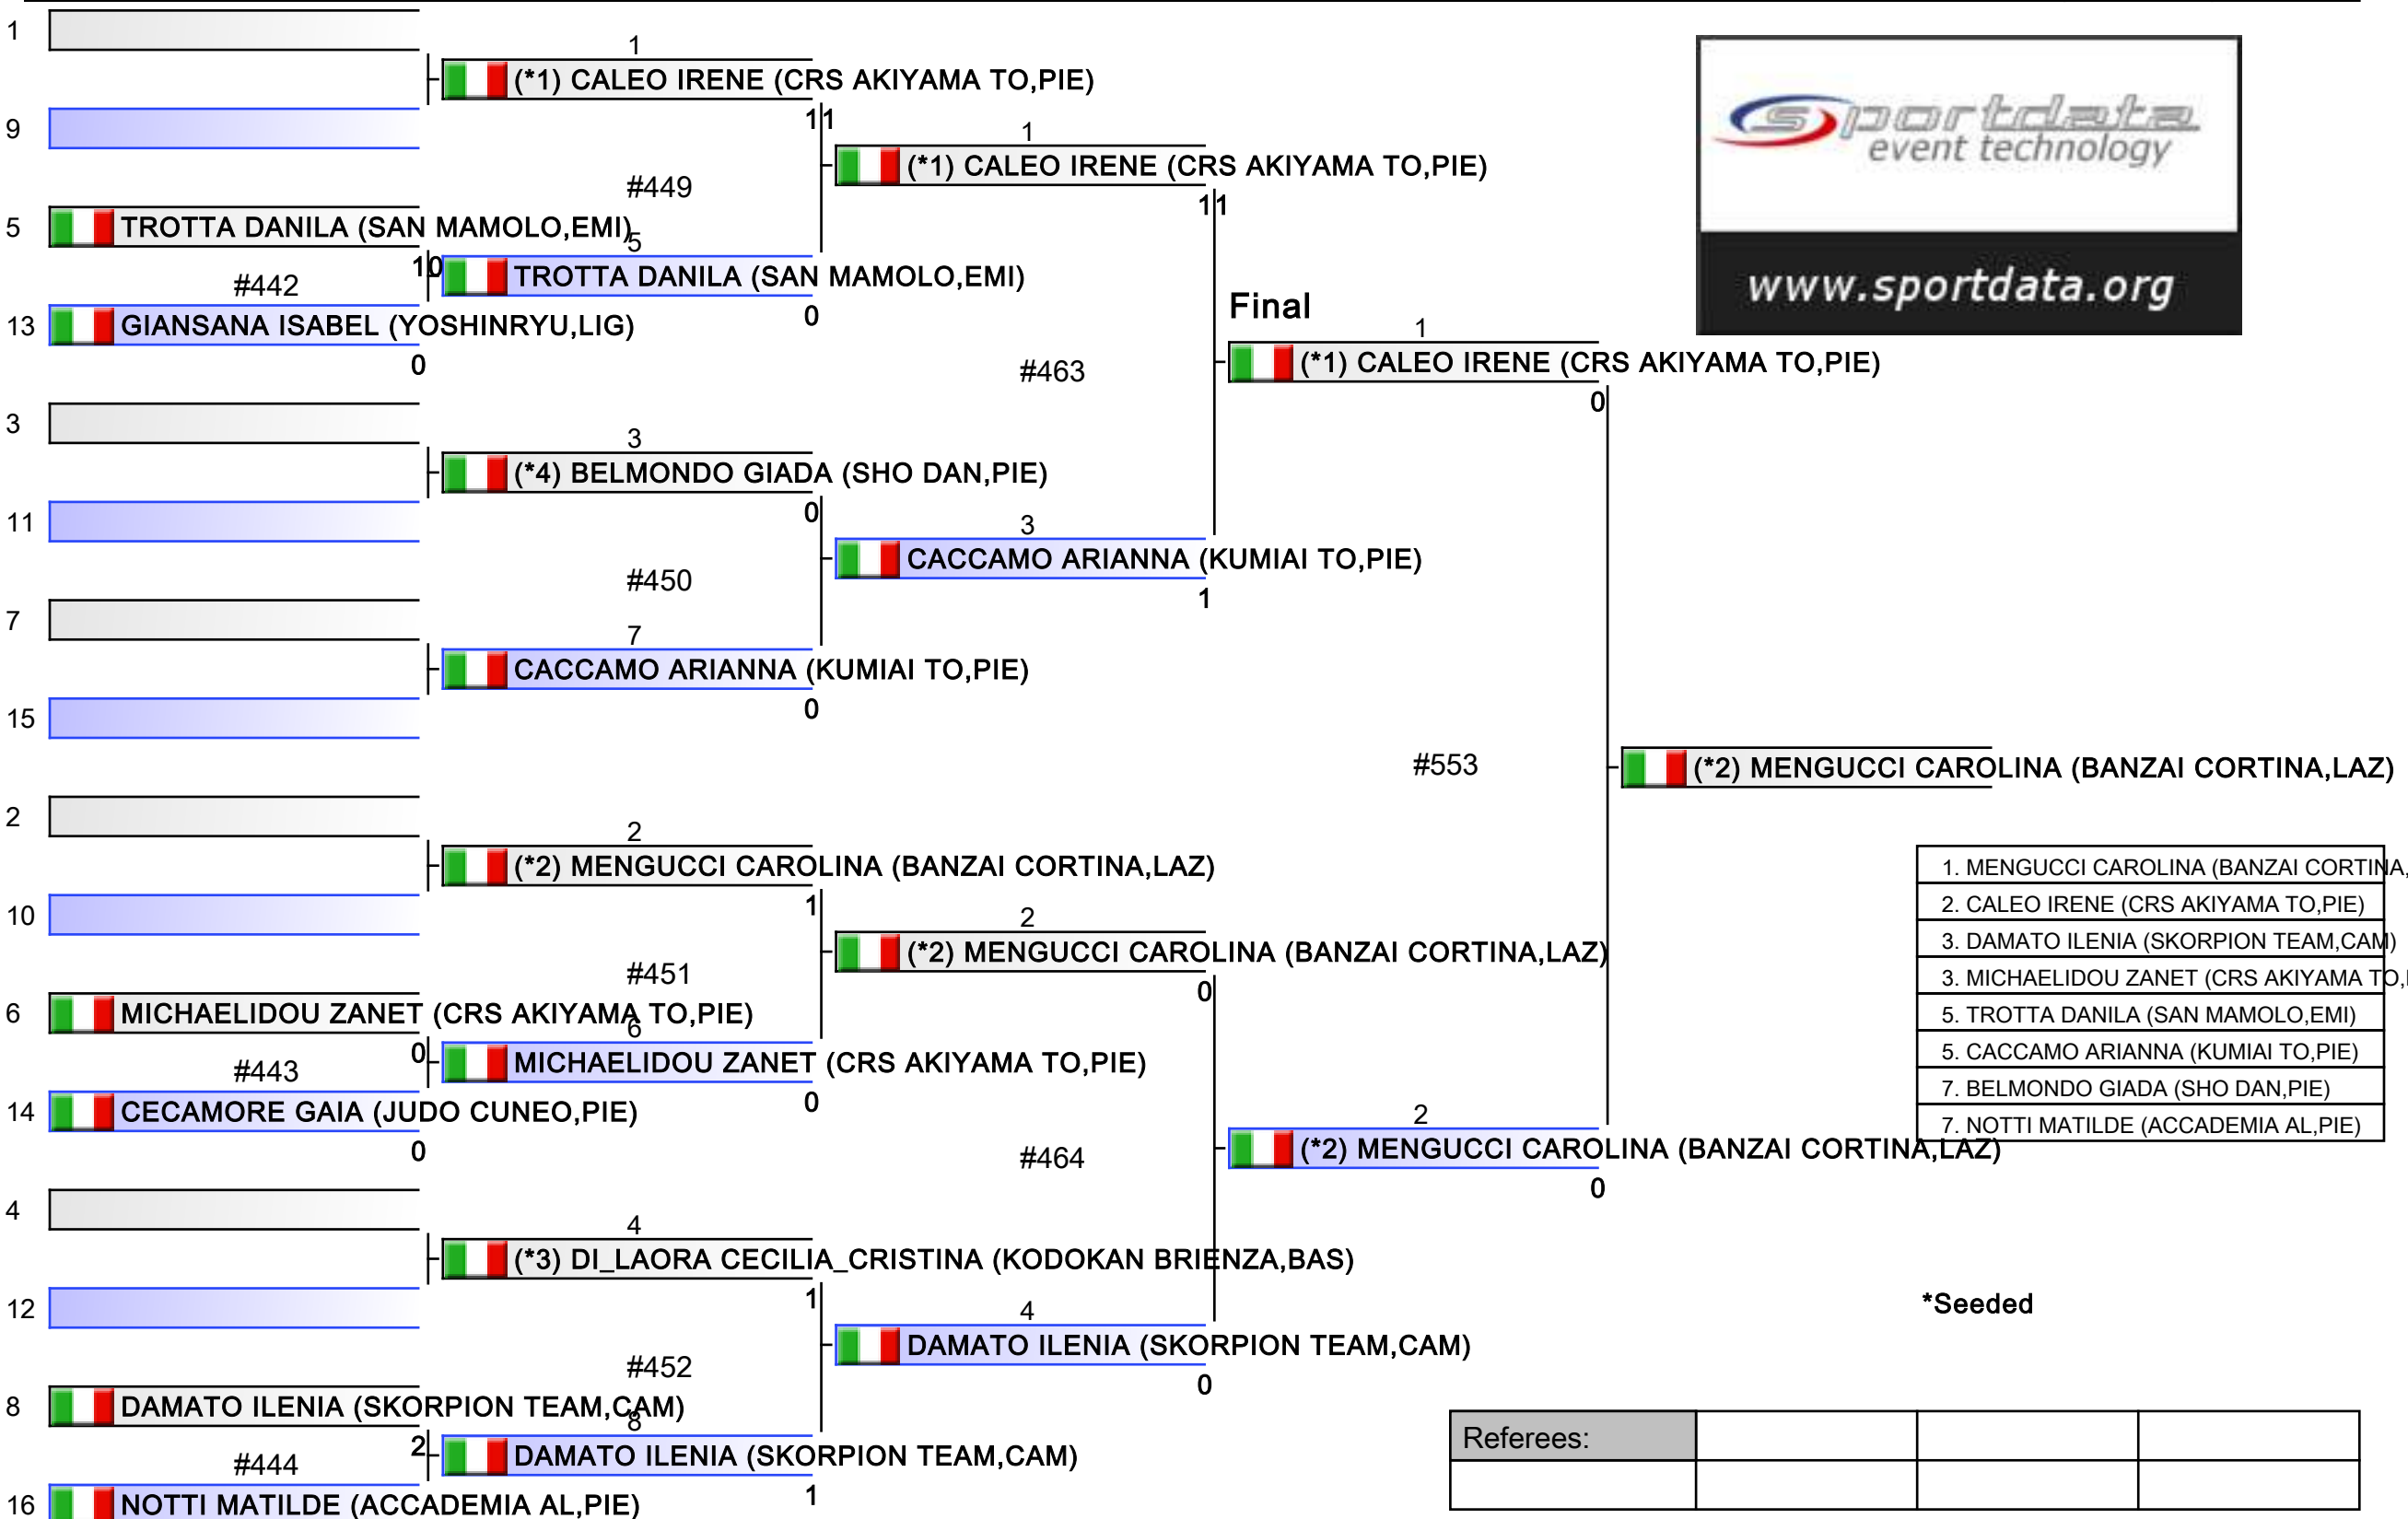 1
1
(*1) CALEO IRENE (CRS AKIYAMA TO,PIE)
9
11
1
(*1) CALEO IRENE (CRS AKIYAMA TO,PIE)
#449
11
5
TROTTA DANILA (SAN MAMOLO,EMI)
5
10
TROTTA DANILA (SAN MAMOLO,EMI)
#442
0
13
GIANSANA ISABEL (YOSHINRYU,LIG)
0
Final
1
(*1) CALEO IRENE (CRS AKIYAMA TO,PIE)
#463
0
3
3
(*4) BELMONDO GIADA (SHO DAN,PIE)
0
11
3
CACCAMO ARIANNA (KUMIAI TO,PIE)
#450
1
7
7
CACCAMO ARIANNA (KUMIAI TO,PIE)
0
15
#553
(*2) MENGUCCI CAROLINA (BANZAI CORTINA,LAZ)
2
2
(*2) MENGUCCI CAROLINA (BANZAI CORTINA,LAZ)
1
10
2
(*2) MENGUCCI CAROLINA (BANZAI CORTINA,LAZ)
#451
0
6
MICHAELIDOU ZANET (CRS AKIYAMA TO,PIE)
6
0
MICHAELIDOU ZANET (CRS AKIYAMA TO,PIE)
#443
0
14
CECAMORE GAIA (JUDO CUNEO,PIE)
0
#464
2
(*2) MENGUCCI CAROLINA (BANZAI CORTINA,LAZ)
0
4
4
(*3) DI_LAORA CECILIA_CRISTINA (KODOKAN BRIENZA,BAS)
1
12
4
DAMATO ILENIA (SKORPION TEAM,CAM)
#452
0
8
DAMATO ILENIA (SKORPION TEAM,CAM)
8
2
DAMATO ILENIA (SKORPION TEAM,CAM)
#444
1
16
NOTTI MATILDE (ACCADEMIA AL,PIE)
sportdata
event technology
www.sportdata.org
1. MENGUCCI CAROLINA (BANZAI CORTINA,
2. CALEO IRENE (CRS AKIYAMA TO,PIE)
3. DAMATO ILENIA (SKORPION TEAM,CAM)
3. MICHAELIDOU ZANET (CRS AKIYAMA TO,
5. TROTTA DANILA (SAN MAMOLO,EMI)
5. CACCAMO ARIANNA (KUMIAI TO,PIE)
7. BELMONDO GIADA (SHO DAN,PIE)
7. NOTTI MATILDE (ACCADEMIA AL,PIE)
*Seeded
Referees: